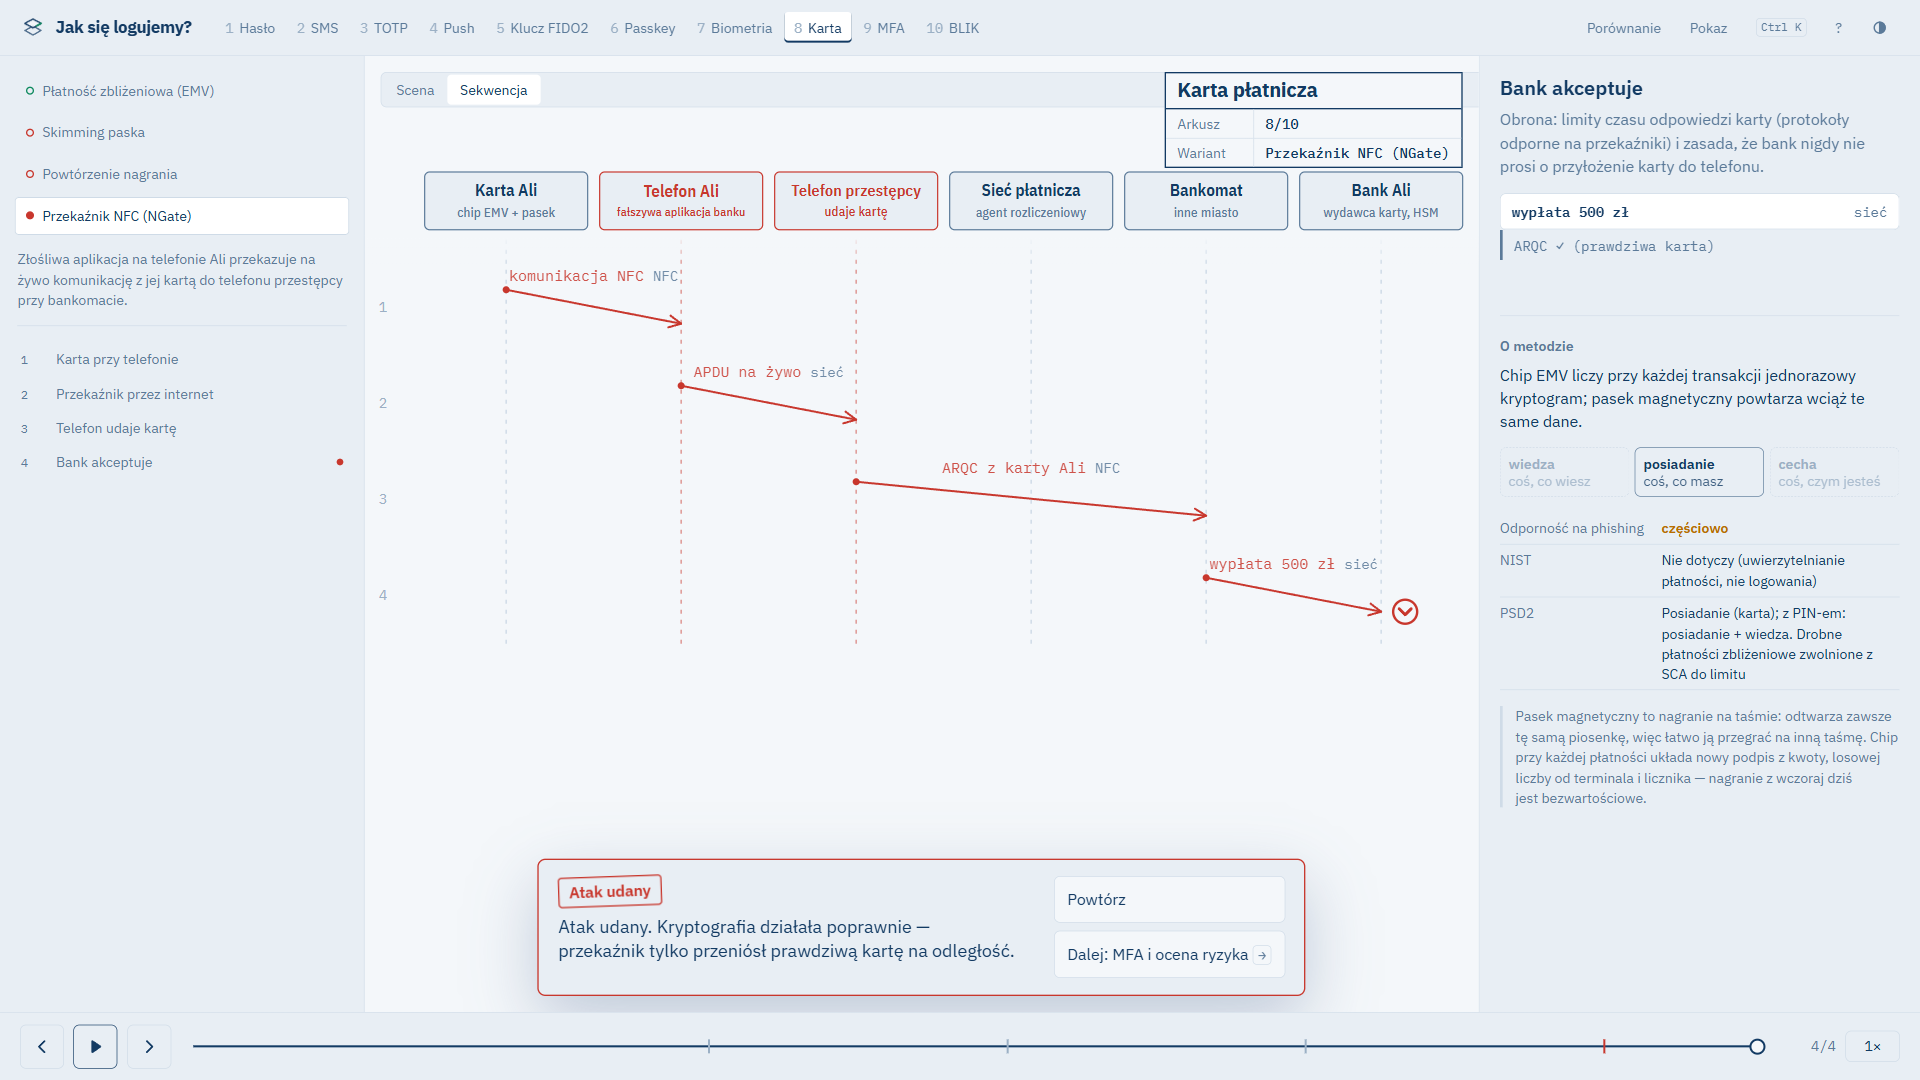 Jak się logujemy?
1 Hasło
2 SMS
3 TOTP
4 Push
5 Klucz FIDO2
6 Passkey
7 Biometria
8 Karta
9 MFA
10 BLIK
Porównanie
Pokaz
Ctrl K
?
Płatność zbliżeniowa (EMV)
Skimming paska
Powtórzenie nagrania
Przekaźnik NFC (NGate)
Złośliwa aplikacja na telefonie Ali przekazuje na
żywo komunikację z jej kartą do telefonu przestępcy
przy bankomacie.
1 Karta przy telefonie
2 Przekaźnik przez internet
3 Telefon udaje kartę
4 Bank akceptuje
Scena
Sekwencja
Karta płatnicza
Arkusz 8/10
Wariant Przekaźnik NFC (NGate)
Karta Ali
chip EMV + pasek
Telefon Ali
fałszywa aplikacja banku
Telefon przestępcy
udaje kartę
Sieć płatnicza
agent rozliczeniowy
Bankomat
inne miasto
Bank Ali
wydawca karty, HSM
komunikacja NFC NFC
1
APDU na żywo sieć
2
ARQC z karty Ali NFC
3
wypłata 500 zł sieć
4
Atak udany
Atak udany. Kryptografia działała poprawnie —
przekaźnik tylko przeniósł prawdziwą kartę na odległość.
Powtórz
Dalej: MFA i ocena ryzyka →
Bank akceptuje
Obrona: limity czasu odpowiedzi karty (protokoły
odporne na przekaźniki) i zasada, że bank nigdy nie
prosi o przyłożenie karty do telefonu.
wypłata 500 zł sieć
ARQC ✓ (prawdziwa karta)
O metodzie
Chip EMV liczy przy każdej transakcji jednorazowy
kryptogram; pasek magnetyczny powtarza wciąż te
same dane.
wiedza
coś, co wiesz
posiadanie
coś, co masz
cecha
coś, czym jesteś
Odporność na phishing częściowo
NIST Nie dotyczy (uwierzytelnianie
płatności, nie logowania)
PSD2 Posiadanie (karta); z PIN-em:
posiadanie + wiedza. Drobne
płatności zbliżeniowe zwolnione z
SCA do limitu
Pasek magnetyczny to nagranie na taśmie: odtwarza zawsze
tę samą piosenkę, więc łatwo ją przegrać na inną taśmę. Chip
przy każdej płatności układa nowy podpis z kwoty, losowej
liczby od terminala i licznika — nagranie z wczoraj dziś
jest bezwartościowe.
4/4
1×